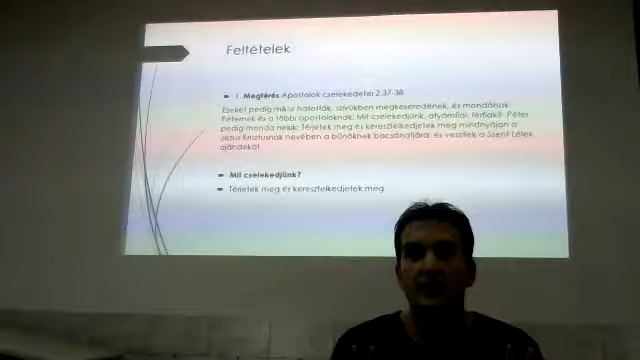 Feltételek
1. Megtérés Apostolok cselekedetei 2,37-38
Ezeket pedig mikor hallották, szívükben megkeseredének, és mondának
Péternek és a többi apostoloknak: Mit cselekedjünk, atyámfiai, férfiak? Péter
pedig monda nekik: Térjetek meg és keresztelkedjetek meg mindnyájan a
Jézus Krisztusnak nevében a bűnöknek bocsánatjára; és veszitek a Szent Lélek
ajándékát
Mit cselekedjünk?
Térjetek meg és keresztelkedjetek meg